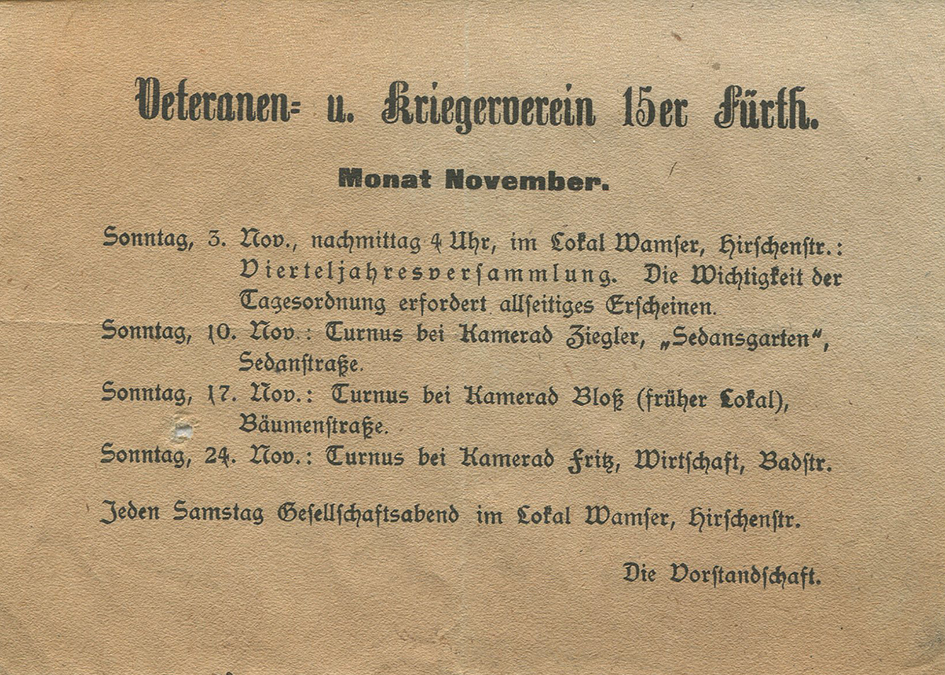 Veteranen- u. Kriegerverein 15er Fürth.
Monat November.
Sonntag, 3. Nov., nachmittag 4 Uhr, im Lokal Wamser, Hirschenstr.:
Vierteljahresversammlung. Die Wichtigkeit der
Tagesordnung erfordert allseitiges Erscheinen.
Sonntag, 10. Nov.: Turnus bei Kamerad Ziegler, „Sedansgarten“,
Sedanstraße.
Sonntag, 17. Nov.: Turnus bei Kamerad Bloß (früher Lokal),
Bäumenstraße.
Sonntag, 24. Nov.: Turnus bei Kamerad Fritz, Wirtschaft, Badstr.
Jeden Samstag Gesellschaftsabend im Lokal Wamser, Hirschenstr.
Die Vorstandschaft.